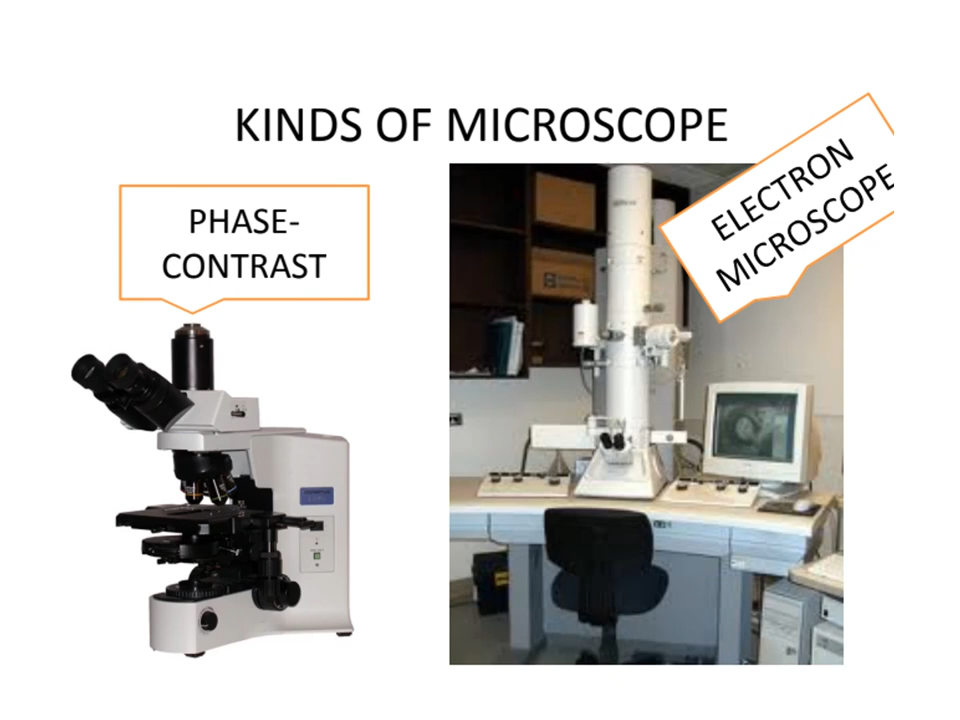 KINDS OF MICROSCOPE
PHASE-
CONTRAST
ELECTRON
MICROSCOPE